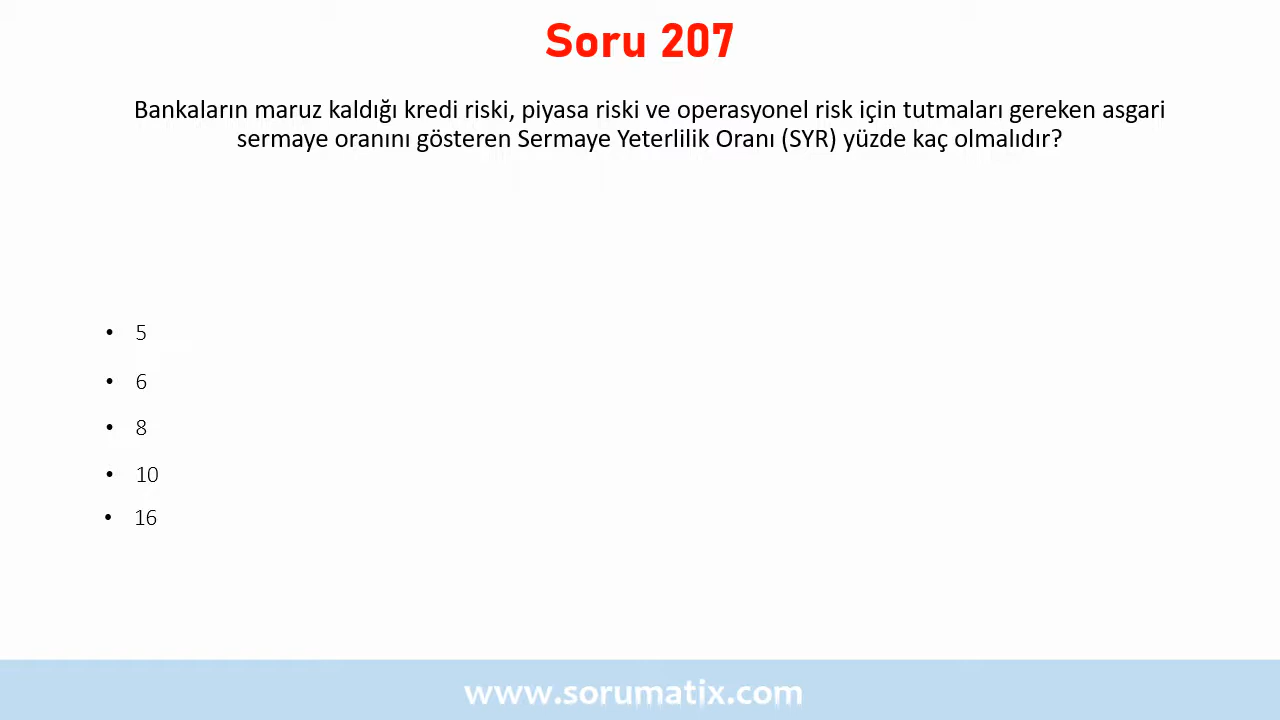 Soru 207
Bankaların maruz kaldığı kredi riski, piyasa riski ve operasyonel risk için tutmaları gereken asgari
sermaye oranını gösteren Sermaye Yeterlilik Oranı (SYR) yüzde kaç olmalıdır?
• 5
• 6
• 8
• 10
• 16
www.sorumatix.com